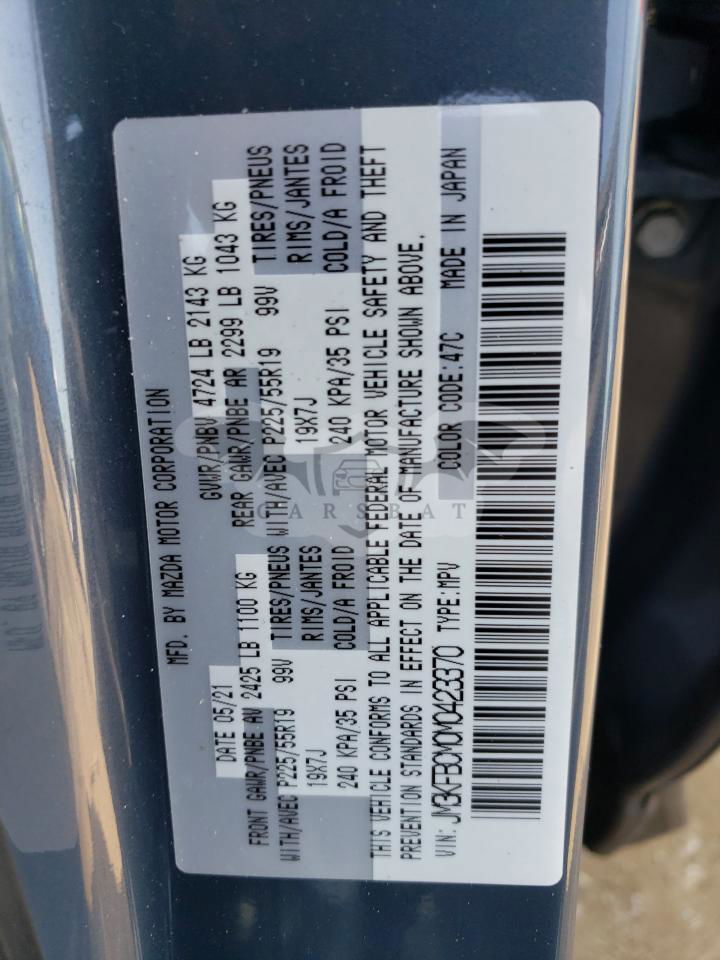 MFD. BY MAZDA MOTOR CORPORATION
DATE 05/21 GVWR/PNBV 4724 LB 2143 KG
FRONT GAWR/PNBE AV 2425 LB 1100 KG REAR GAWR/PNBE AR 2299 LB 1043 KG
WITH/AVEC P225/55R19 99V TIRES/PNEUS WITH/AVEC P225/55R19 99V TIRES/PNEUS
19X7J RIMS/JANTES 19X7J RIMS/JANTES
240 KPA/35 PSI COLD/A FROID 240 KPA/35 PSI COLD/A FROID
THIS VEHICLE CONFORMS TO ALL APPLICABLE FEDERAL MOTOR VEHICLE SAFETY AND THEFT
PREVENTION STANDARDS IN EFFECT ON THE DATE OF MANUFACTURE SHOWN ABOVE.
VIN: JM3KFBCM0M0423370 TYPE:MPV COLOR CODE:47C MADE IN JAPAN
CARSBAT